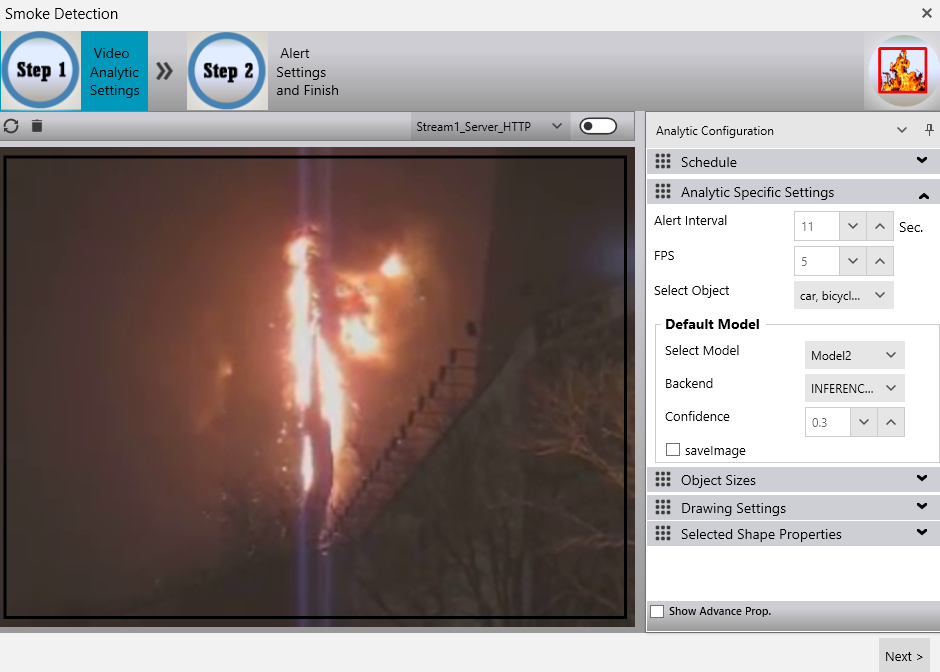 Smoke Detection
Step 1
Video
Analytic
Settings
Step 2
Alert
Settings
and Finish
Stream1_Server_HTTP
Analytic Configuration
Schedule
Analytic Specific Settings
Alert Interval
11
Sec.
FPS
5
Select Object
car, bicycl...
Default Model
Select Model
Model2
Backend
INFERENC...
Confidence
0.3
saveImage
Object Sizes
Drawing Settings
Selected Shape Properties
Show Advance Prop.
Next >